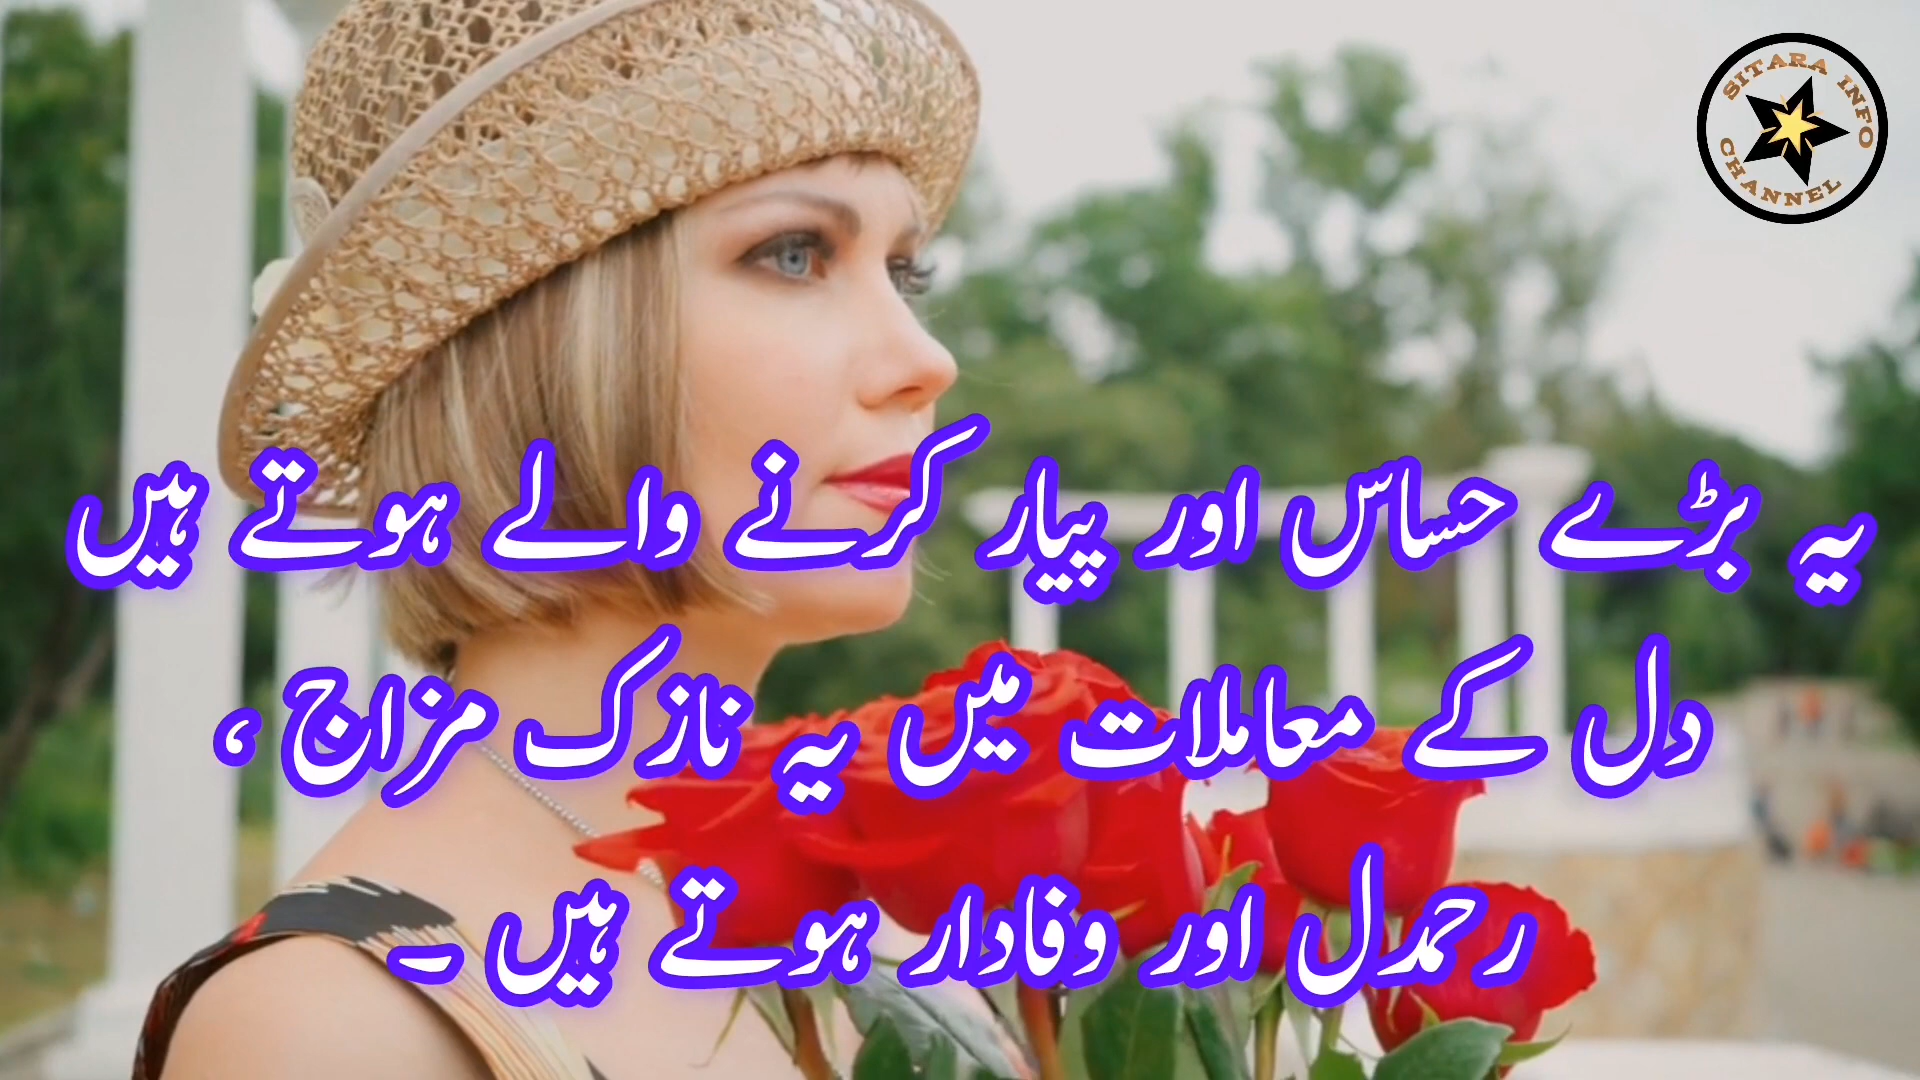 SITARA INFO
CHANNEL
یہ بڑے حساس اور پیار کرنے والے ہوتے ہیں
دل کے معاملات میں یہ نازک مزاج ،
رحمدل اور وفادار ہوتے ہیں ۔